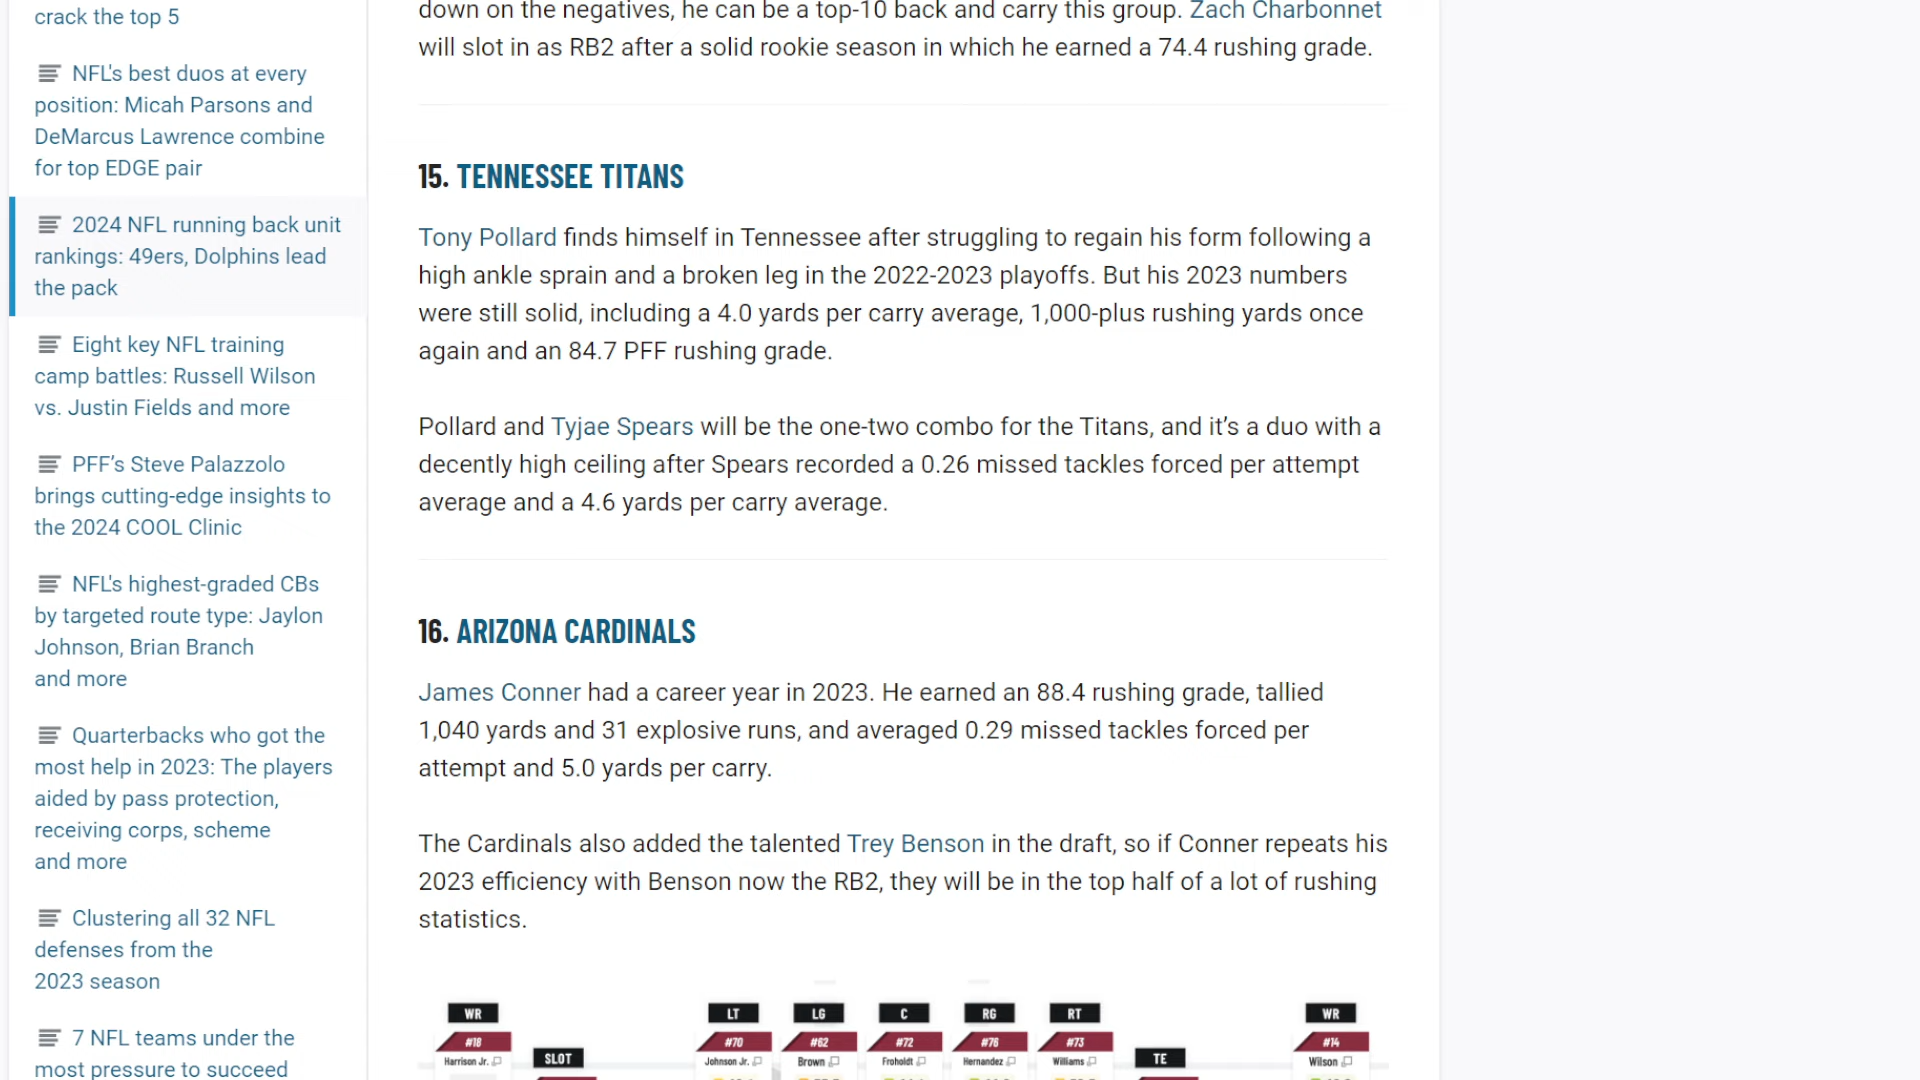 crack the top 5
NFL's best duos at every
position: Micah Parsons and
DeMarcus Lawrence combine
for top EDGE pair
2024 NFL running back unit
rankings: 49ers, Dolphins lead
the pack
Eight key NFL training
camp battles: Russell Wilson
vs. Justin Fields and more
PFF’s Steve Palazzolo
brings cutting-edge insights to
the 2024 COOL Clinic
NFL's highest-graded CBs
by targeted route type: Jaylon
Johnson, Brian Branch
and more
Quarterbacks who got the
most help in 2023: The players
aided by pass protection,
receiving corps, scheme
and more
Clustering all 32 NFL
defenses from the
2023 season
7 NFL teams under the
most pressure to succeed
down on the negatives, he can be a top-10 back and carry this group. Zach Charbonnet
will slot in as RB2 after a solid rookie season in which he earned a 74.4 rushing grade.
15. TENNESSEE TITANS
Tony Pollard finds himself in Tennessee after struggling to regain his form following a
high ankle sprain and a broken leg in the 2022-2023 playoffs. But his 2023 numbers
were still solid, including a 4.0 yards per carry average, 1,000-plus rushing yards once
again and an 84.7 PFF rushing grade.
Pollard and Tyjae Spears will be the one-two combo for the Titans, and it’s a duo with a
decently high ceiling after Spears recorded a 0.26 missed tackles forced per attempt
average and a 4.6 yards per carry average.
16. ARIZONA CARDINALS
James Conner had a career year in 2023. He earned an 88.4 rushing grade, tallied
1,040 yards and 31 explosive runs, and averaged 0.29 missed tackles forced per
attempt and 5.0 yards per carry.
The Cardinals also added the talented Trey Benson in the draft, so if Conner repeats his
2023 efficiency with Benson now the RB2, they will be in the top half of a lot of rushing
statistics.
WR LT LG C RG RT WR
#18 #70 #62 #72 #76 #73 #14
Harrison Jr. Johnson Jr. Brown Froholdt Hernandez Williams Wilson
SLOT TE